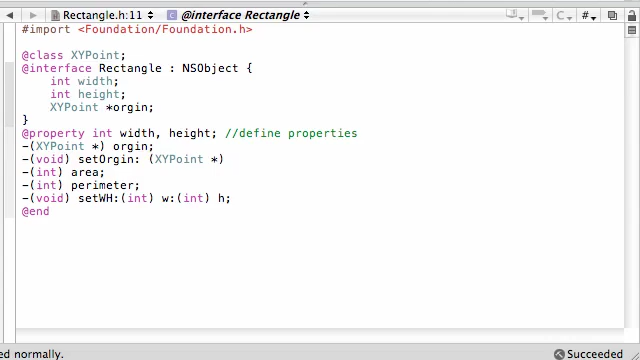 Rectangle.h:11 C @interface Rectangle C #
#import <Foundation/Foundation.h>
@class XYPoint;
@interface Rectangle : NSObject {
int width;
int height;
XYPoint *orgin;
}
@property int width, height; //define properties
-(XYPoint *) orgin;
-(void) setOrgin: (XYPoint *)
-(int) area;
-(int) perimeter;
-(void) setWH:(int) w:(int) h;
@end
ed normally. Succeeded